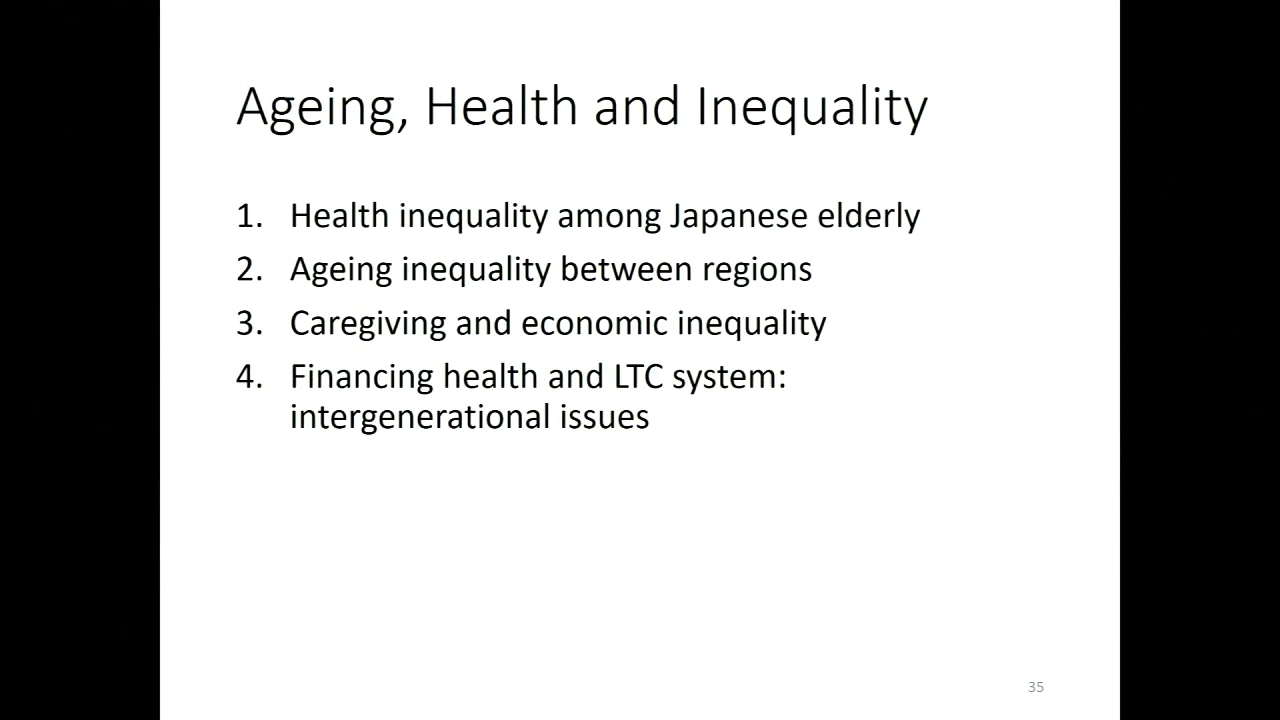 Ageing, Health and Inequality
1. Health inequality among Japanese elderly
2. Ageing inequality between regions
3. Caregiving and economic inequality
4. Financing health and LTC system:
intergenerational issues
35